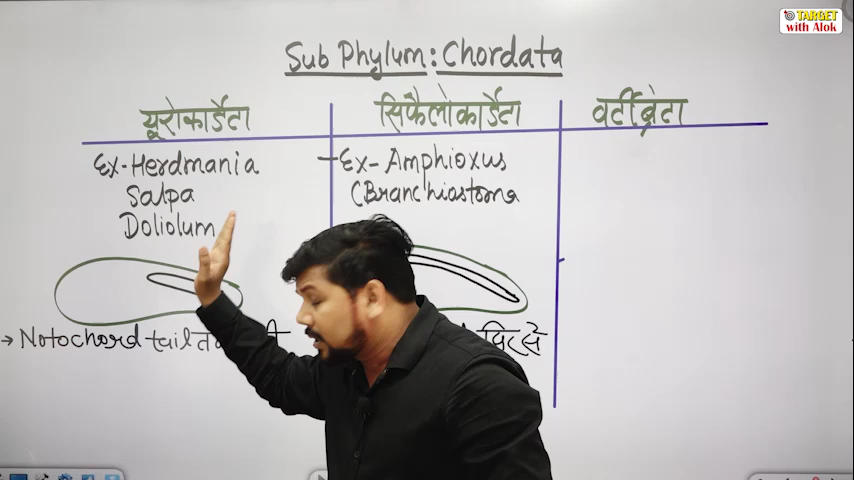 TARGET
with Alok
Sub Phylum: Chordata
यूरोकार्डेटा
सिफैलोकार्डेटा
वर्टीब्रेटा
Ex-Herdmania
Salpa
Doliolum
Ex- Amphioxus
(Branchiostoma
→ Notochord tail